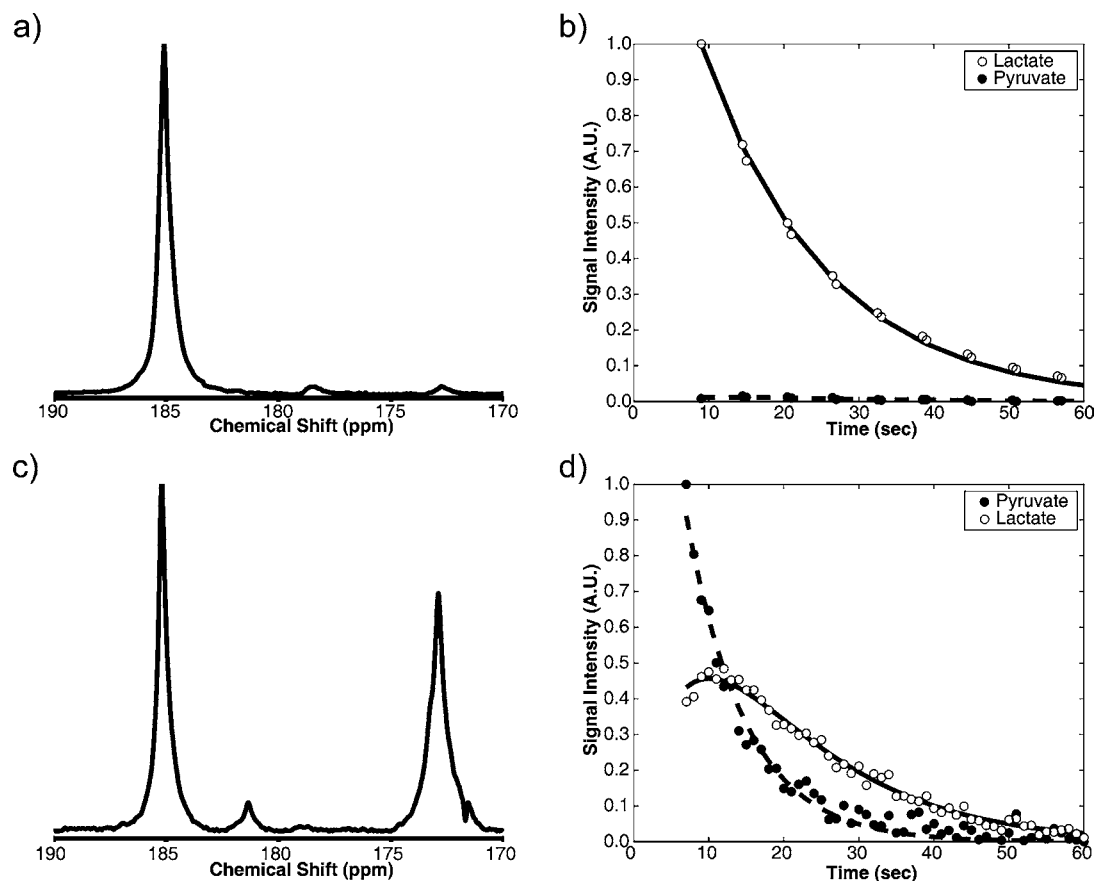 a)
190 185 180 175 170
Chemical Shift (ppm)
b)
Signal Intensity (A.U.)
1.0
0.9
0.8
0.7
0.6
0.5
0.4
0.3
0.2
0.1
0.0
Lactate
Pyruvate
0 10 20 30 40 50 60
Time (sec)
c)
190 185 180 175 170
Chemical Shift (ppm)
d)
Signal Intensity (A.U.)
1.0
0.9
0.8
0.7
0.6
0.5
0.4
0.3
0.2
0.1
0.0
Pyruvate
Lactate
0 10 20 30 40 50 60
Time (sec)